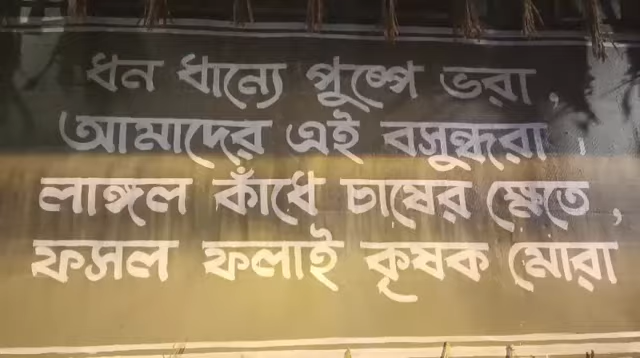 ধন ধান্যে পুষ্পে ভরা ,
আমাদের এই বসুন্ধরা ,
লাঙ্গল কাঁধে চাষের ক্ষেতে ,
ফসল ফলাই কৃষক মোরা